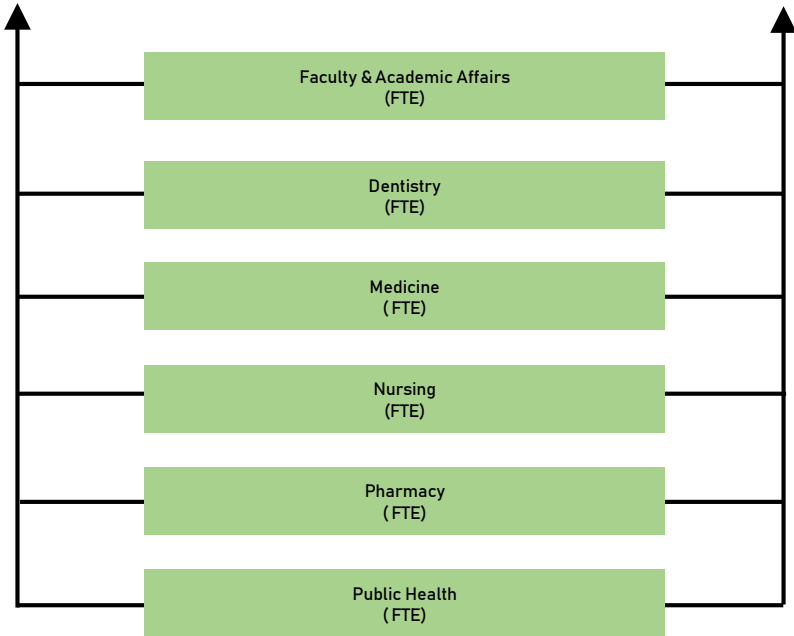 Faculty & Academic Affairs
(FTE)
Dentistry
(FTE)
Medicine
( FTE)
Nursing
(FTE)
Pharmacy
( FTE)
Public Health
( FTE)